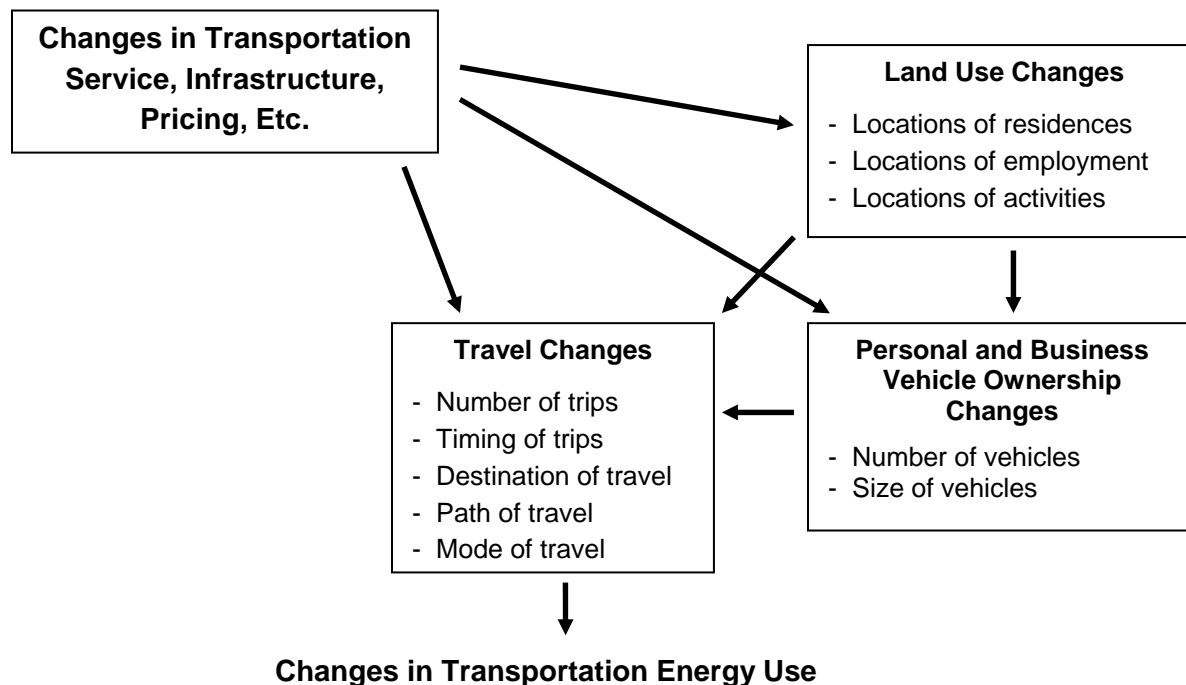 Changes in Transportation
Service, Infrastructure,
Pricing, Etc.
Land Use Changes
- Locations of residences
- Locations of employment
- Locations of activities
Travel Changes
- Number of trips
- Timing of trips
- Destination of travel
- Path of travel
- Mode of travel
Personal and Business
Vehicle Ownership
Changes
- Number of vehicles
- Size of vehicles
Changes in Transportation Energy Use